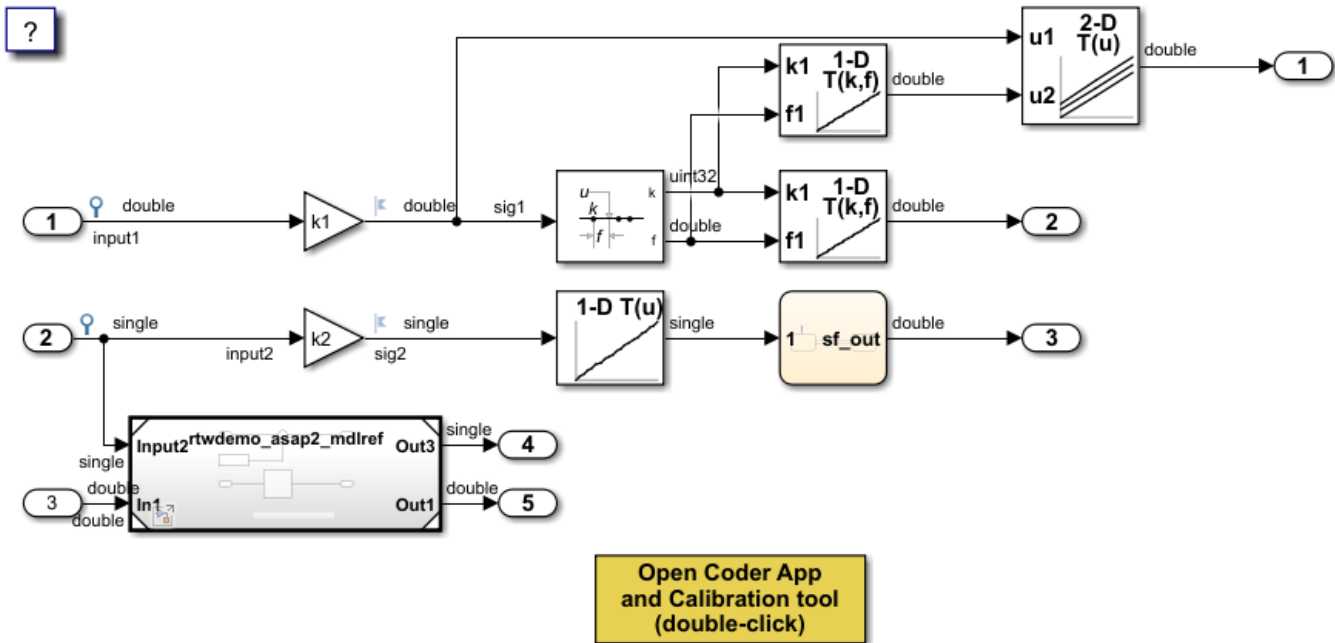 ?
2-D
T(u)
u1
u2
double
1
1-D
T(k,f)
k1
f1
double
1
double
input1
k1
double
sig1
u
k
f
k
f
uint32
double
k1
f1
1-D
T(k,f)
double
2
2
single
input2
k2
single
sig2
1-D T(u)
single
1
sf_out
double
3
Input2
rtwdemo_asap2_mdlref
Out3
single
4
single
3
double
double
In1
Out1
double
5
Open Coder App
and Calibration tool
(double-click)